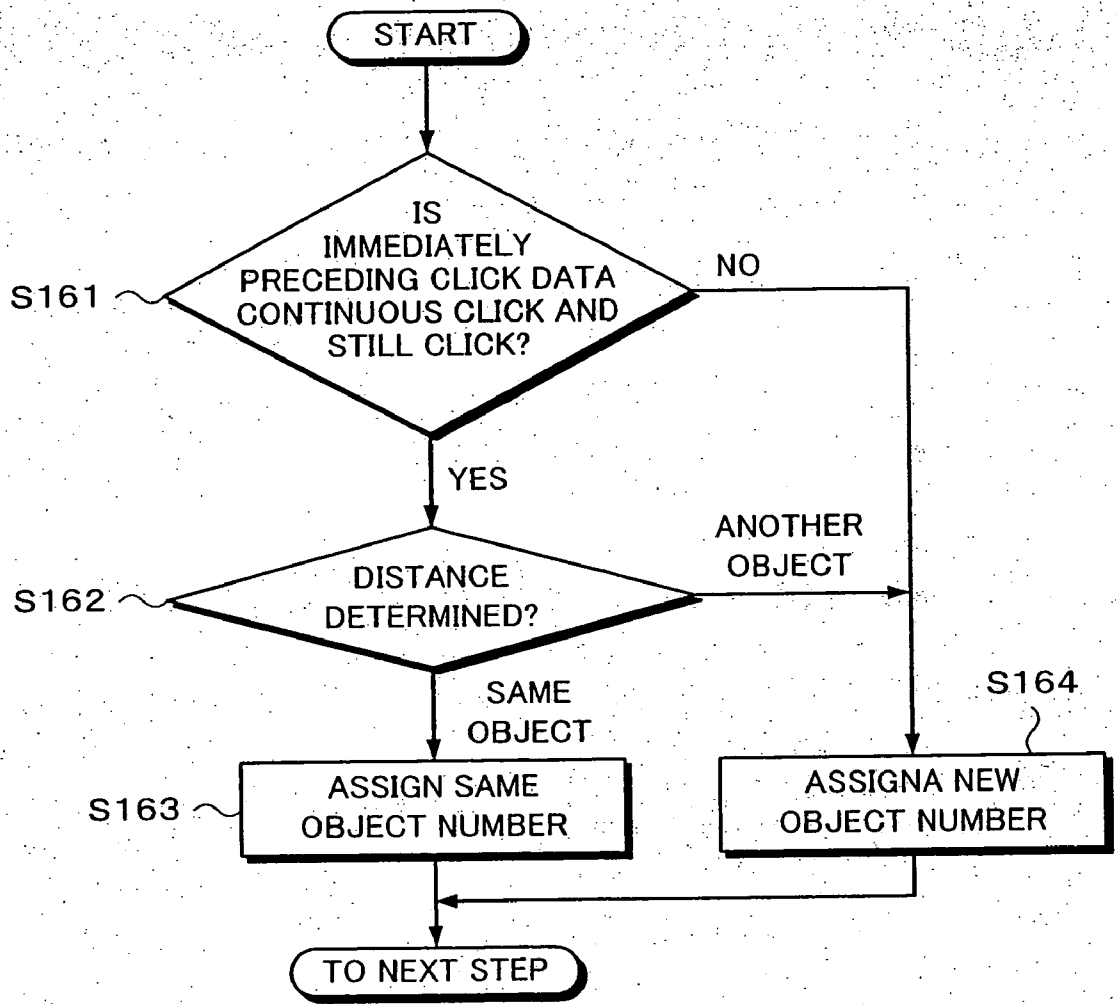 START
IS
IMMEDIATELY
PRECEDING CLICK DATA
CONTINUOUS CLICK AND
STILL CLICK?
S161
NO
YES
DISTANCE
DETERMINED?
S162
ANOTHER
OBJECT
SAME
OBJECT
S164
ASSIGN SAME
OBJECT NUMBER
S163
ASSIGNA NEW
OBJECT NUMBER
TO NEXT STEP